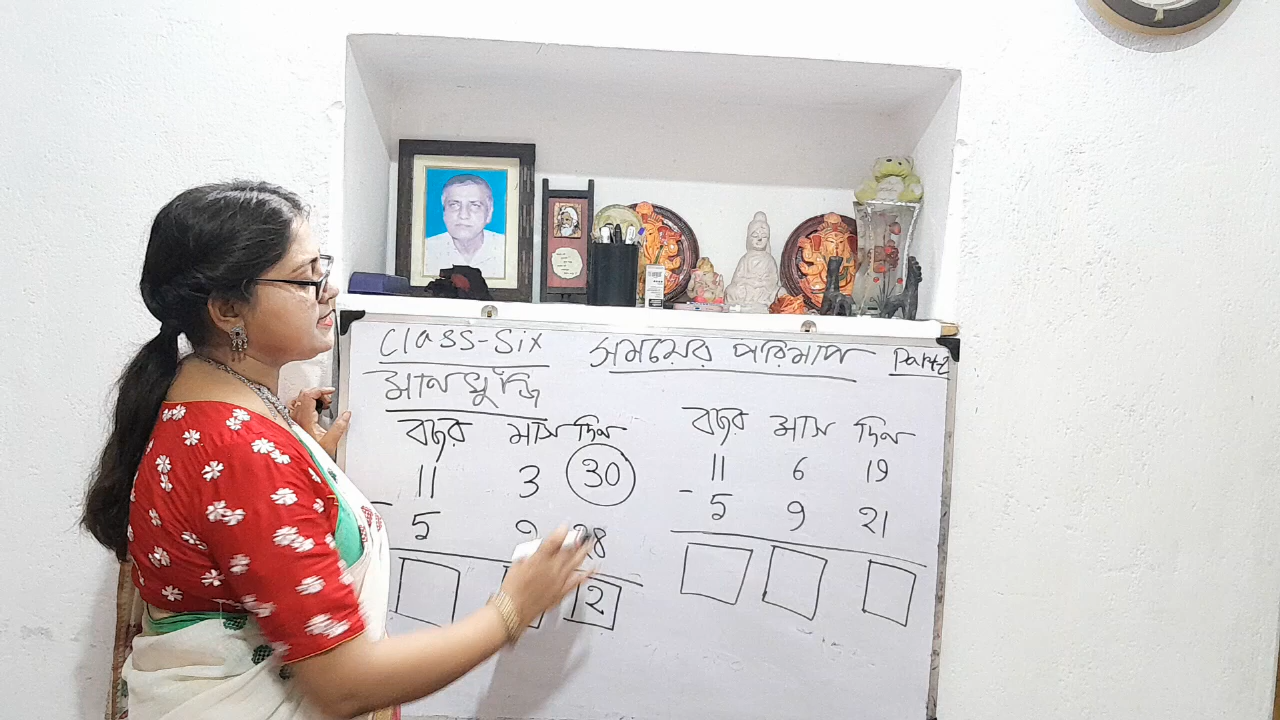 Class-Six সময়ের পরিমাপ Part2
মান খুঁজি
বছর মাস দিন
11 3 30
- 5 9 28
2
বছর মাস দিন
11 6 19
- 5 9 21